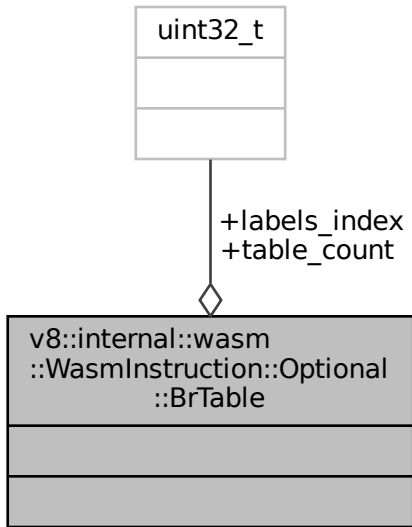 uint32_t
+labels_index
+table_count
v8::internal::wasm
::WasmInstruction::Optional
::BrTable